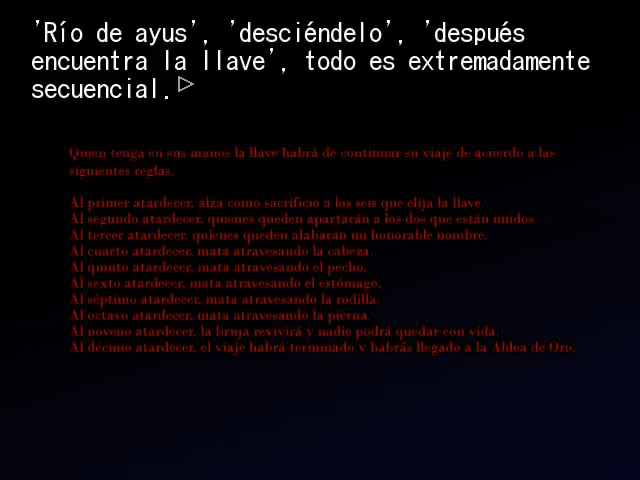 'Río de ayus', 'desciéndelo', 'después
encuentra la llave', todo es extremadamente
secuencial.
Quien tenga en sus manos la llave habrá de continuar su viaje de acuerdo a las
siguientes reglas.
Al primer atardecer, alza como sacrificio a los seis que elija la llave
Al segundo atardecer, quienes queden apartarán a los dos que están unidos.
Al tercer atardecer, quienes queden alabarán mi honorable nombre.
Al cuarto atardecer, mata atravesando la cabeza.
Al quinto atardecer, mata atravesando el pecho.
Al sexto atardecer, mata atravesando el estómago.
Al séptimo atardecer, mata atravesando la rodilla.
Al octavo atardecer, mata atravesando la pierna.
Al noveno atardecer, la bruja revivirá y nadie podrá quedar con vida.
Al décimo atardecer, el viaje habrá terminado y habrás llegado a la Aldea de Oro.